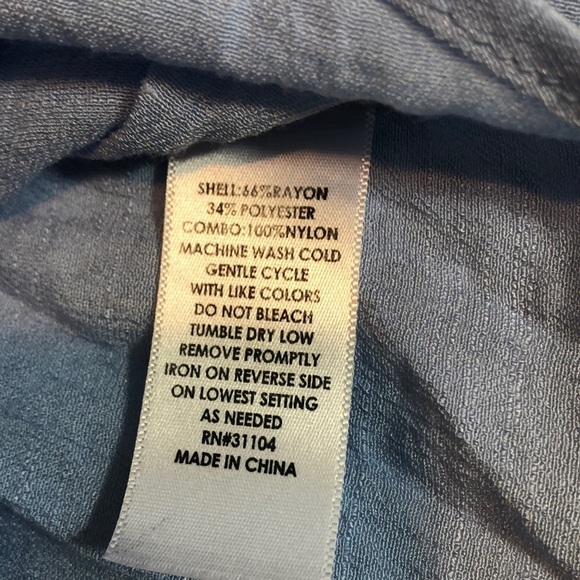 SHELL:66%RAYON
34% POLYESTER
COMBO:100%NYLON
MACHINE WASH COLD
GENTLE CYCLE
WITH LIKE COLORS
DO NOT BLEACH
TUMBLE DRY LOW
REMOVE PROMPTLY
IRON ON REVERSE SIDE
ON LOWEST SETTING
AS NEEDED
RN#31104
MADE IN CHINA